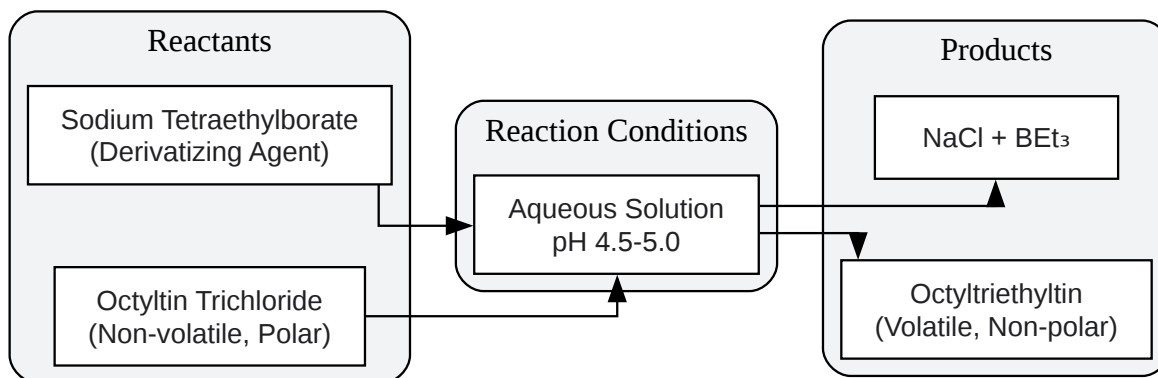 Reactants
Sodium Tetraethylborate
(Derivatizing Agent)
Octyltin Trichloride
(Non-volatile, Polar)
Reaction Conditions
Aqueous Solution
pH 4.5-5.0
Products
NaCl + BEt₃
Octyltriethyltin
(Volatile, Non-polar)